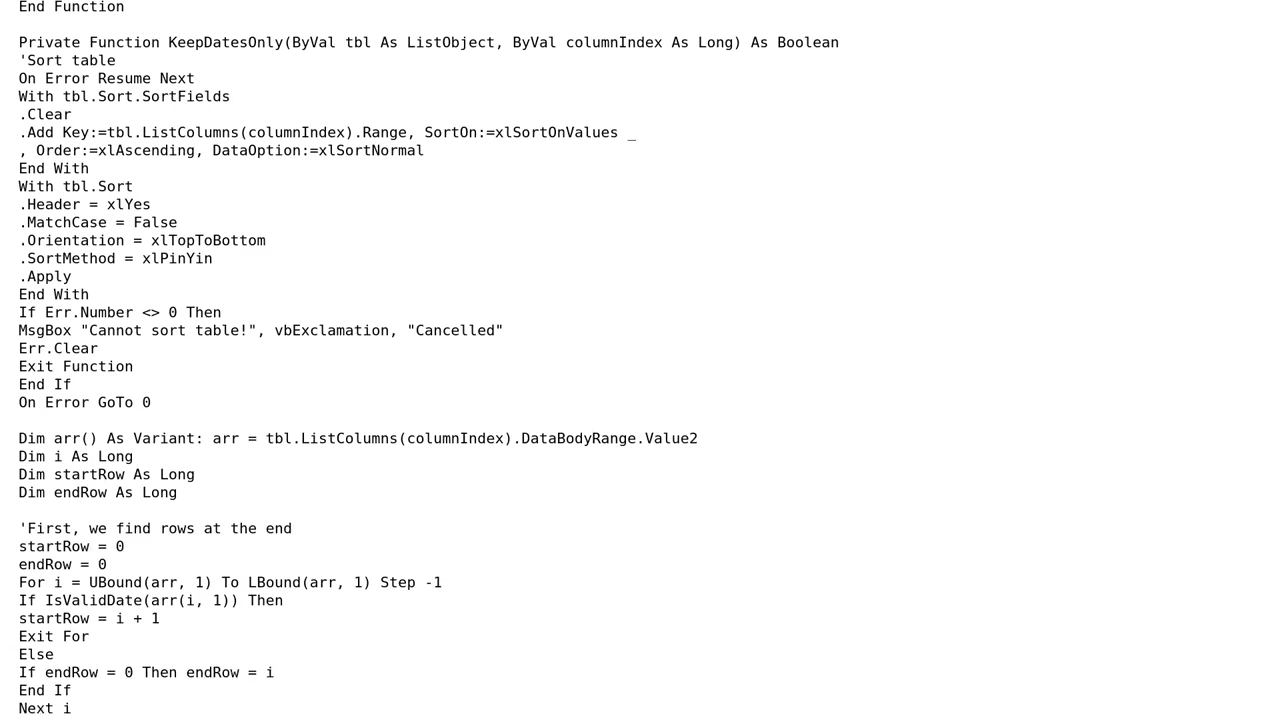 End Function

Private Function KeepDatesOnly(ByVal tbl As ListObject, ByVal columnIndex As Long) As Boolean
'Sort table
On Error Resume Next
With tbl.Sort.SortFields
.Clear
.Add Key:=tbl.ListColumns(columnIndex).Range, SortOn:=xlSortOnValues _
, Order:=xlAscending, DataOption:=xlSortNormal
End With
With tbl.Sort
.Header = xlYes
.MatchCase = False
.Orientation = xlTopToBottom
.SortMethod = xlPinYin
.Apply
End With
If Err.Number <> 0 Then
MsgBox "Cannot sort table!", vbExclamation, "Cancelled"
Err.Clear
Exit Function
End If
On Error GoTo 0

Dim arr() As Variant: arr = tbl.ListColumns(columnIndex).DataBodyRange.Value2
Dim i As Long
Dim startRow As Long
Dim endRow As Long

'First, we find rows at the end
startRow = 0
endRow = 0
For i = UBound(arr, 1) To LBound(arr, 1) Step -1
If IsValidDate(arr(i, 1)) Then
startRow = i + 1
Exit For
Else
If endRow = 0 Then endRow = i
End If
Next i